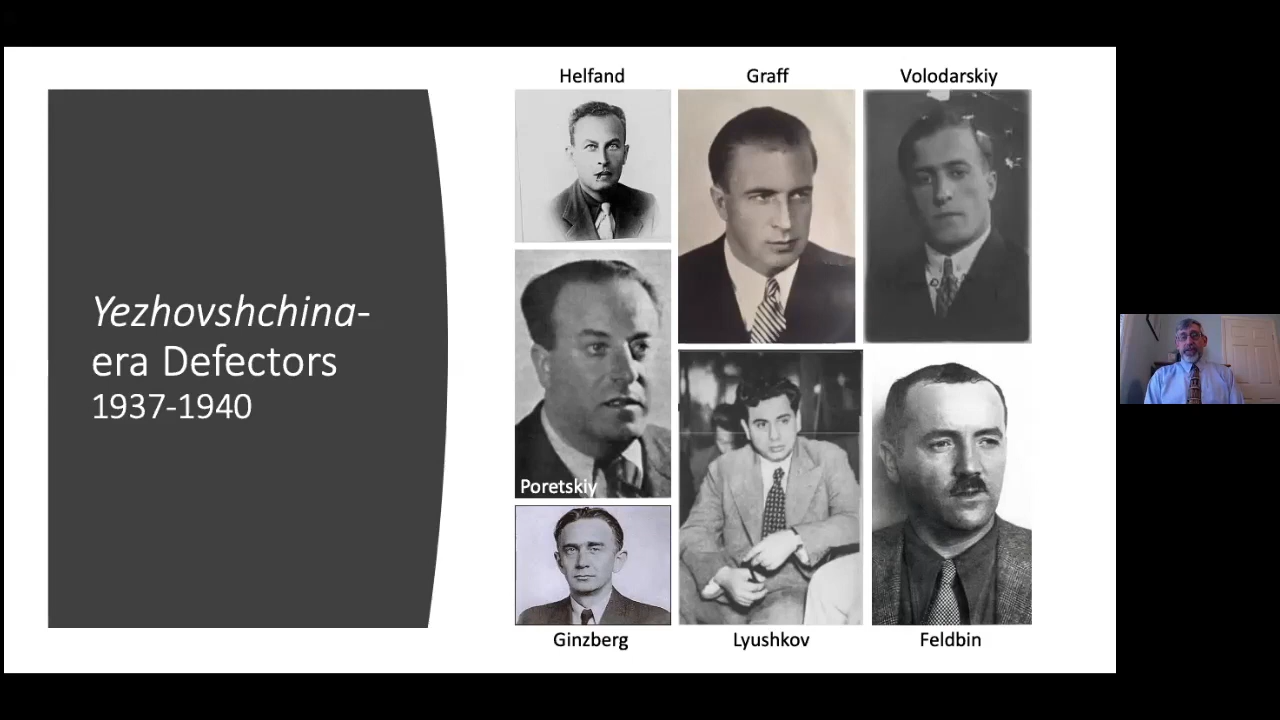 Helfand
Graff
Volodarskiy
Yezhovshchina-
era Defectors
1937-1940
Poretskiy
Ginzberg
Lyushkov
Feldbin